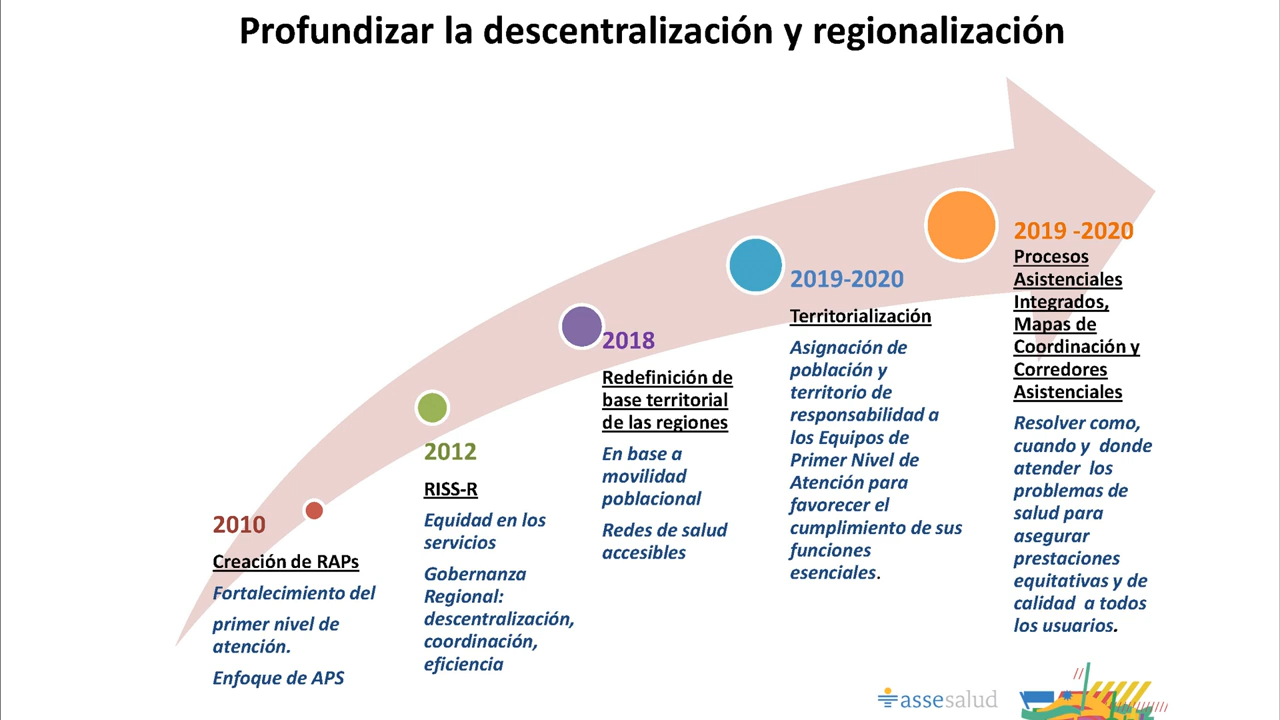 Profundizar la descentralización y regionalización
2010
Creación de RAPs
Fortalecimiento del
primer nivel de
atención.
Enfoque de APS
2012
RISS-R
Equidad en los
servicios
Gobernanza
Regional:
descentralización,
coordinación,
eficiencia
2018
Redefinición de
base territorial
de las regiones
En base a
movilidad
poblacional
Redes de salud
accesibles
2019-2020
Territorialización
Asignación de
población y
territorio de
responsabilidad a
los Equipos de
Primer Nivel de
Atención para
favorecer el
cumplimiento de sus
funciones
esenciales.
2019 -2020
Procesos
Asistenciales
Integrados,
Mapas de
Coordinación y
Corredores
Asistenciales
Resolver como,
cuando y donde
atender los
problemas de
salud para
asegurar
prestaciones
equitativas y de
calidad a todos
los usuarios.
assesalud